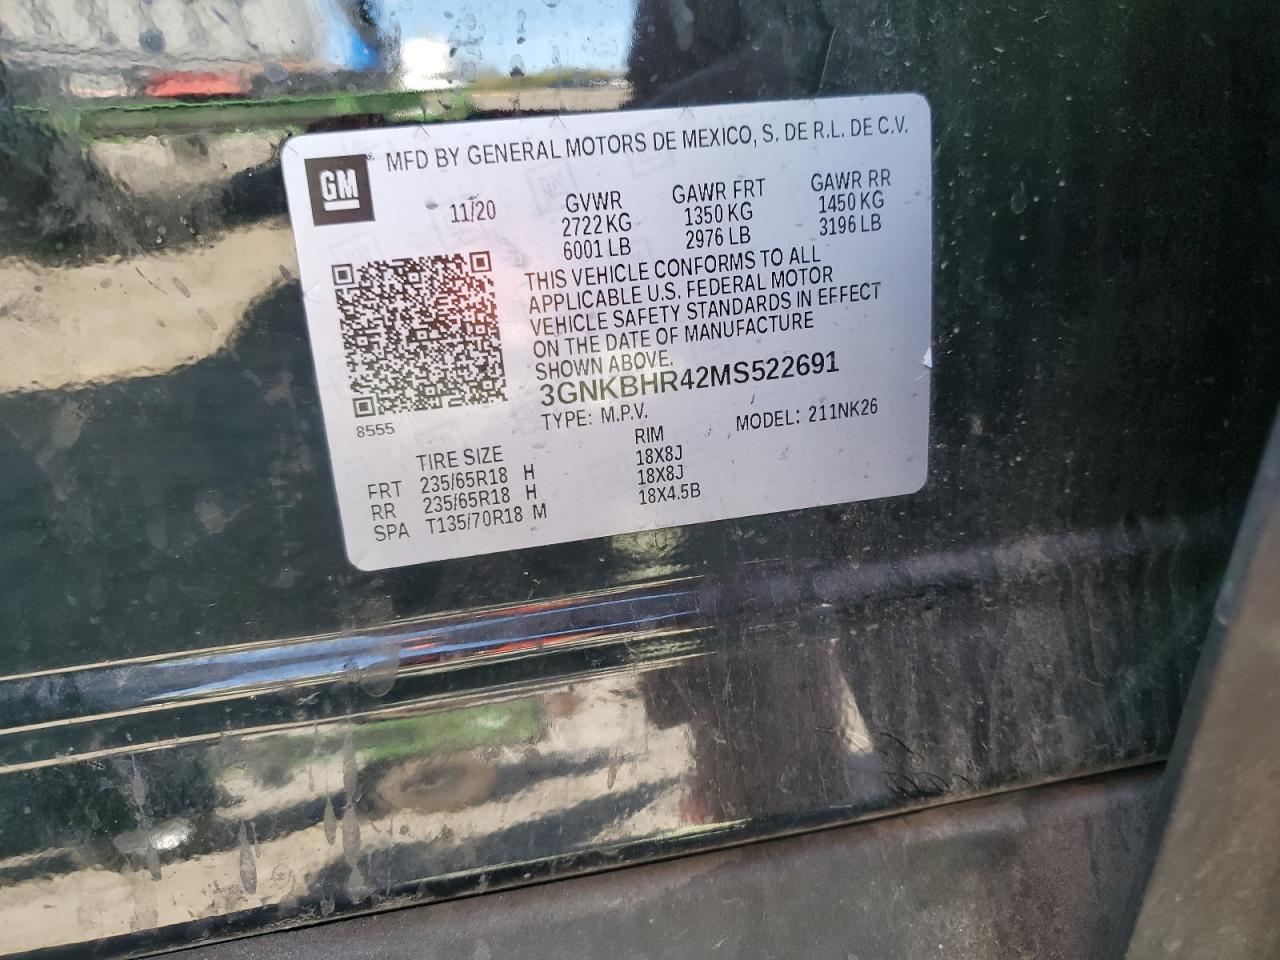 GM
MFD BY GENERAL MOTORS DE MEXICO, S. DE R.L. DE C.V.
11/20 GVWR GAWR FRT GAWR RR
2722 KG 1350 KG 1450 KG
6001 LB 2976 LB 3196 LB
THIS VEHICLE CONFORMS TO ALL
APPLICABLE U.S. FEDERAL MOTOR
VEHICLE SAFETY STANDARDS IN EFFECT
ON THE DATE OF MANUFACTURE
SHOWN ABOVE.
3GNKBHR42MS522691
8555 TYPE: M.P.V. MODEL: 211NK26
TIRE SIZE RIM
FRT 235/65R18 H 18X8J
RR 235/65R18 H 18X8J
SPA T135/70R18 M 18X4.5B